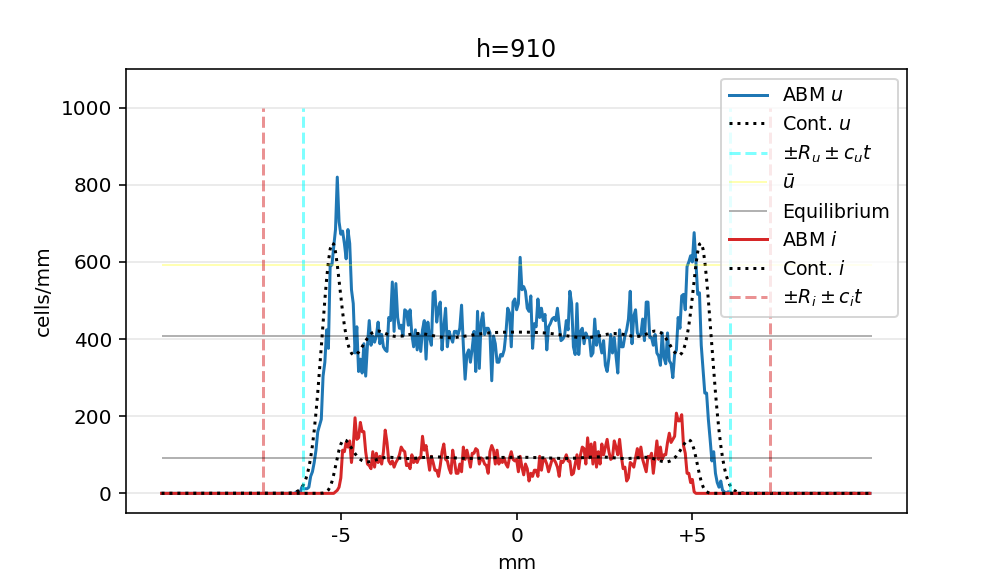 h=910
1000
800
600
400
200
0
cells/mm
-5
0
+5
mm
ABM u
Cont. u
±R_u ± c_u t
ū
Equilibrium
ABM i
Cont. i
±R_i ± c_i t